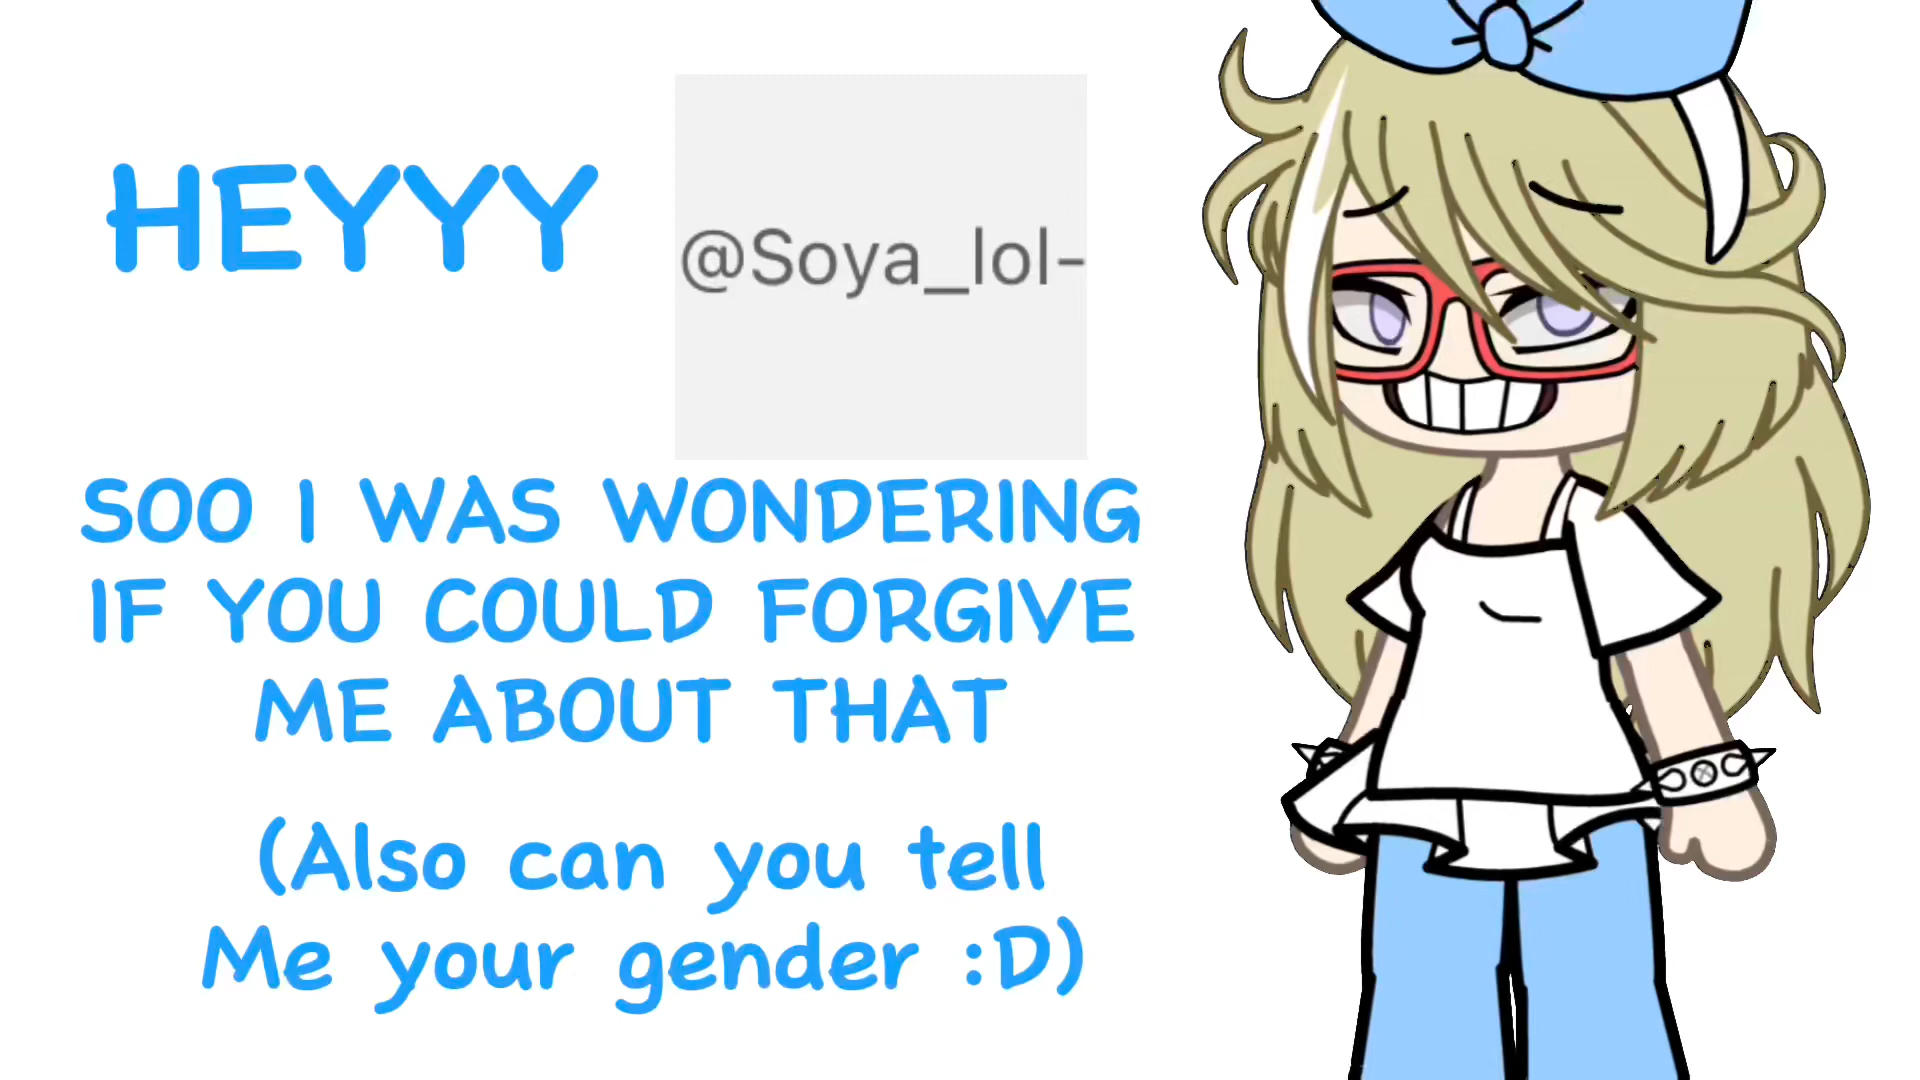 HEYYY @Soya_lol-
SOO I WAS WONDERING
IF YOU COULD FORGIVE
ME ABOUT THAT
(Also can you tell
Me your gender :D)